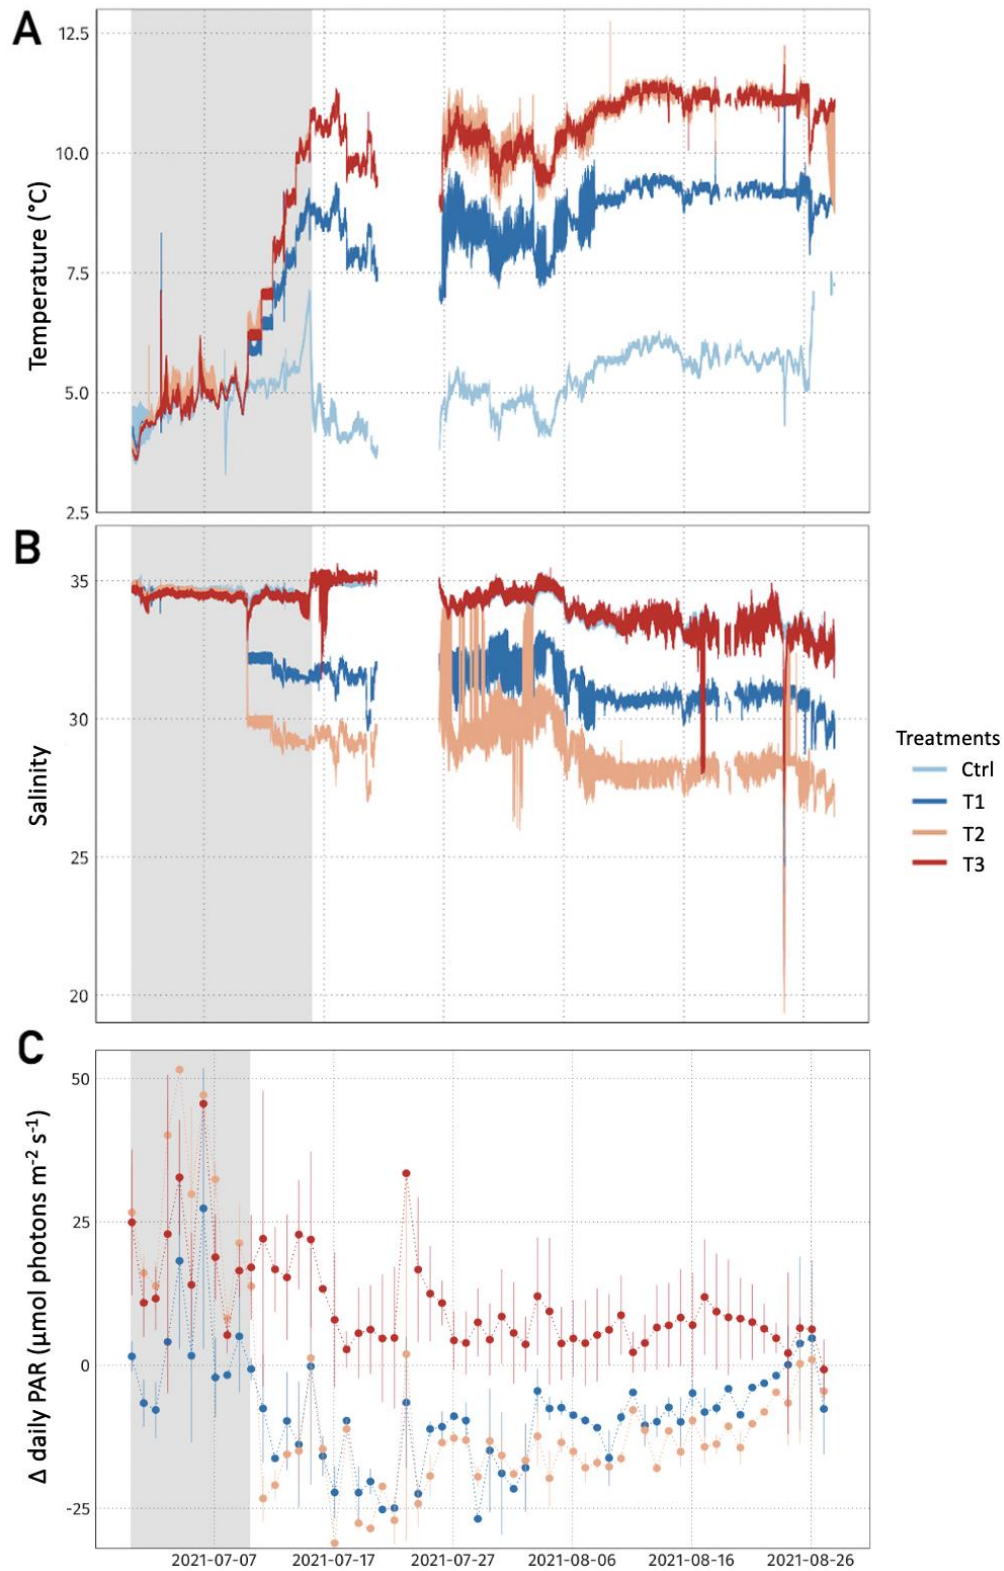 A
12.5
10.0
7.5
5.0
2.5
Temperature (°C)
B
35
30
25
20
Salinity
Treatments
Ctrl
T1
T2
T3
C
50
25
0
-25
Δ daily PAR (μmol photons m⁻² s⁻¹)
2021-07-07 2021-07-17 2021-07-27 2021-08-06 2021-08-16 2021-08-26